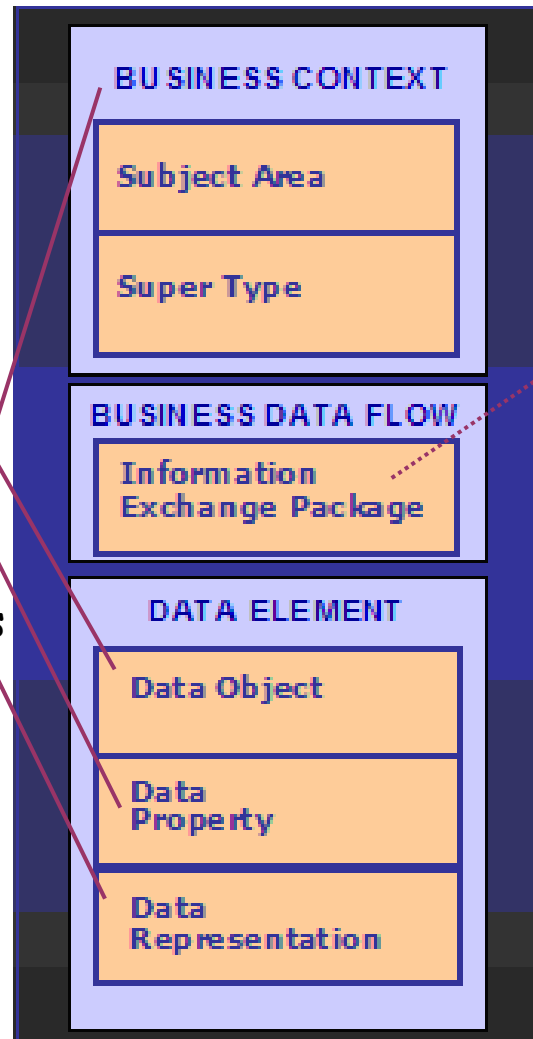 BUSINESS CONTEXT
Subject Area
Super Type
BUSINESS DATA FLOW
Information
Exchange Package
s
DATA ELEMENT
Data Object
Data
Property
Data
Representation